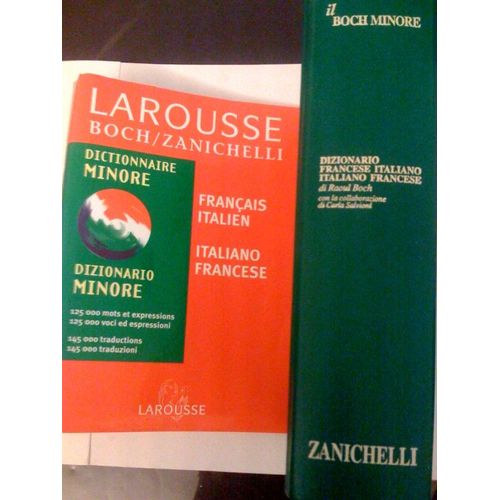 LAROUSSE
BOCH/ZANICHELLI
DICTIONNAIRE
MINORE
FRANÇAIS
ITALIEN
ITALIANO
FRANCESE
DIZIONARIO
MINORE
125 000 mots et expressions
125 000 voci ed espressioni
145 000 traductions
145 000 traduzioni
LAROUSSE
il
BOCH MINORE
DIZIONARIO
FRANCESE ITALIANO
ITALIANO FRANCESE
di Raoul Boch
con la collaborazione
di Carla Salvioni
ZANICHELLI